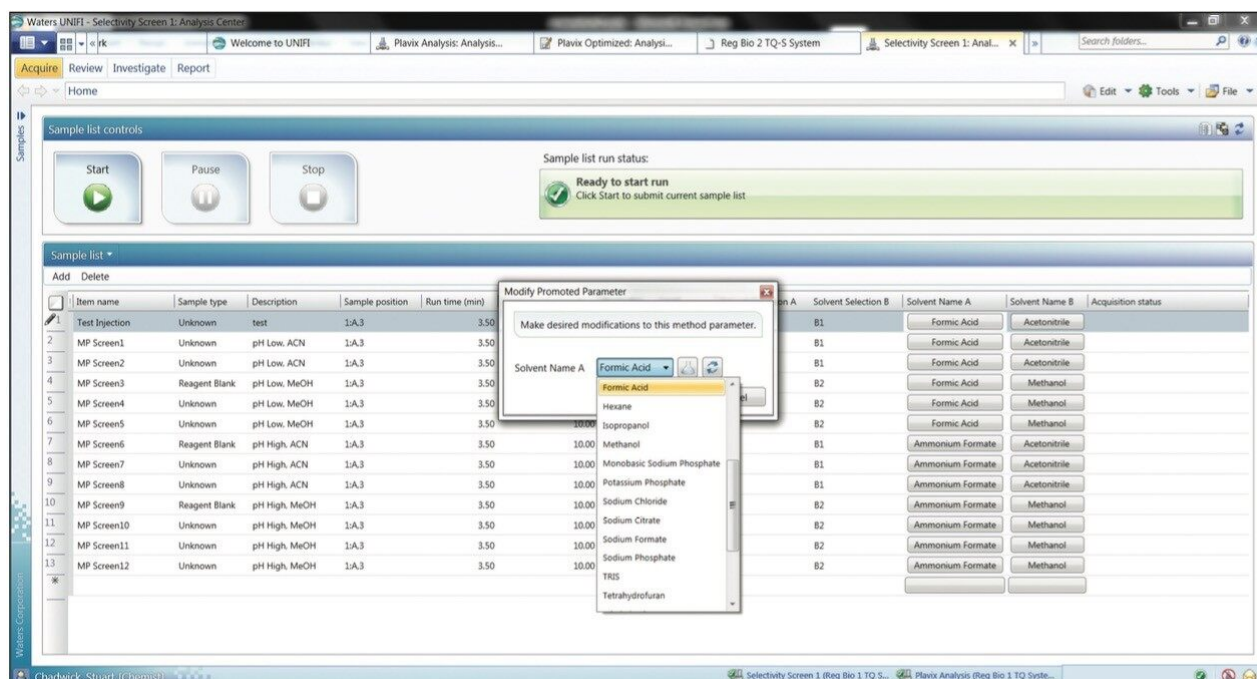 Waters UNIFI - Selectivity Screen 1: Analysis Center
« rk Welcome to UNIFI Plavix Analysis: Analysis... Plavix Optimized: Analysi... Reg Bio 2 TQ-S System Selectivity Screen 1: Anal... × » Search folders...
Acquire Review Investigate Report
Home Edit Tools File
Samples
Sample list controls
Start Pause Stop
Sample list run status:
Ready to start run
Click Start to submit current sample list
Sample list
Add Delete
Item name Sample type Description Sample position Run time (min) A Solvent Selection B Solvent Name A Solvent Name B Acquisition status
1 Test Injection Unknown test 1:A,3 3.50 B1 Formic Acid Acetonitrile
2 MP Screen1 Unknown pH Low, ACN 1:A,3 3.50 B1 Formic Acid Acetonitrile
3 MP Screen2 Unknown pH Low, ACN 1:A,3 3.50 B1 Formic Acid Acetonitrile
4 MP Screen3 Reagent Blank pH Low, MeOH 1:A,3 3.50 B2 Formic Acid Methanol
5 MP Screen4 Unknown pH Low, MeOH 1:A,3 3.50 B2 Formic Acid Methanol
6 MP Screen5 Unknown pH Low, MeOH 1:A,3 3.50 10.00 B2 Formic Acid Methanol
7 MP Screen6 Reagent Blank pH High, ACN 1:A,3 3.50 10.00 B1 Ammonium Formate Acetonitrile
8 MP Screen7 Unknown pH High, ACN 1:A,3 3.50 10.00 B1 Ammonium Formate Acetonitrile
9 MP Screen8 Unknown pH High, ACN 1:A,3 3.50 10.00 B1 Ammonium Formate Acetonitrile
10 MP Screen9 Reagent Blank pH High, MeOH 1:A,3 3.50 10.00 B2 Ammonium Formate Methanol
11 MP Screen10 Unknown pH High, MeOH 1:A,3 3.50 10.00 B2 Ammonium Formate Methanol
12 MP Screen11 Unknown pH High, MeOH 1:A,3 3.50 10.00 B2 Ammonium Formate Methanol
13 MP Screen12 Unknown pH High, MeOH 1:A,3 3.50 10.00 B2 Ammonium Formate Methanol
Modify Promoted Parameter
Make desired modifications to this method parameter.
Solvent Name A Formic Acid
Formic Acid
Hexane
Isopropanol
Methanol
Monobasic Sodium Phosphate
Potassium Phosphate
Sodium Chloride
Sodium Citrate
Sodium Formate
Sodium Phosphate
TRIS
Tetrahydrofuran
Waters Corporation
Chadwick, Stuart (Chemist) Selectivity Screen 1 (Reg Bio 1 TQ S... Plavix Analysis (Reg Bio 1 TQ Syste...